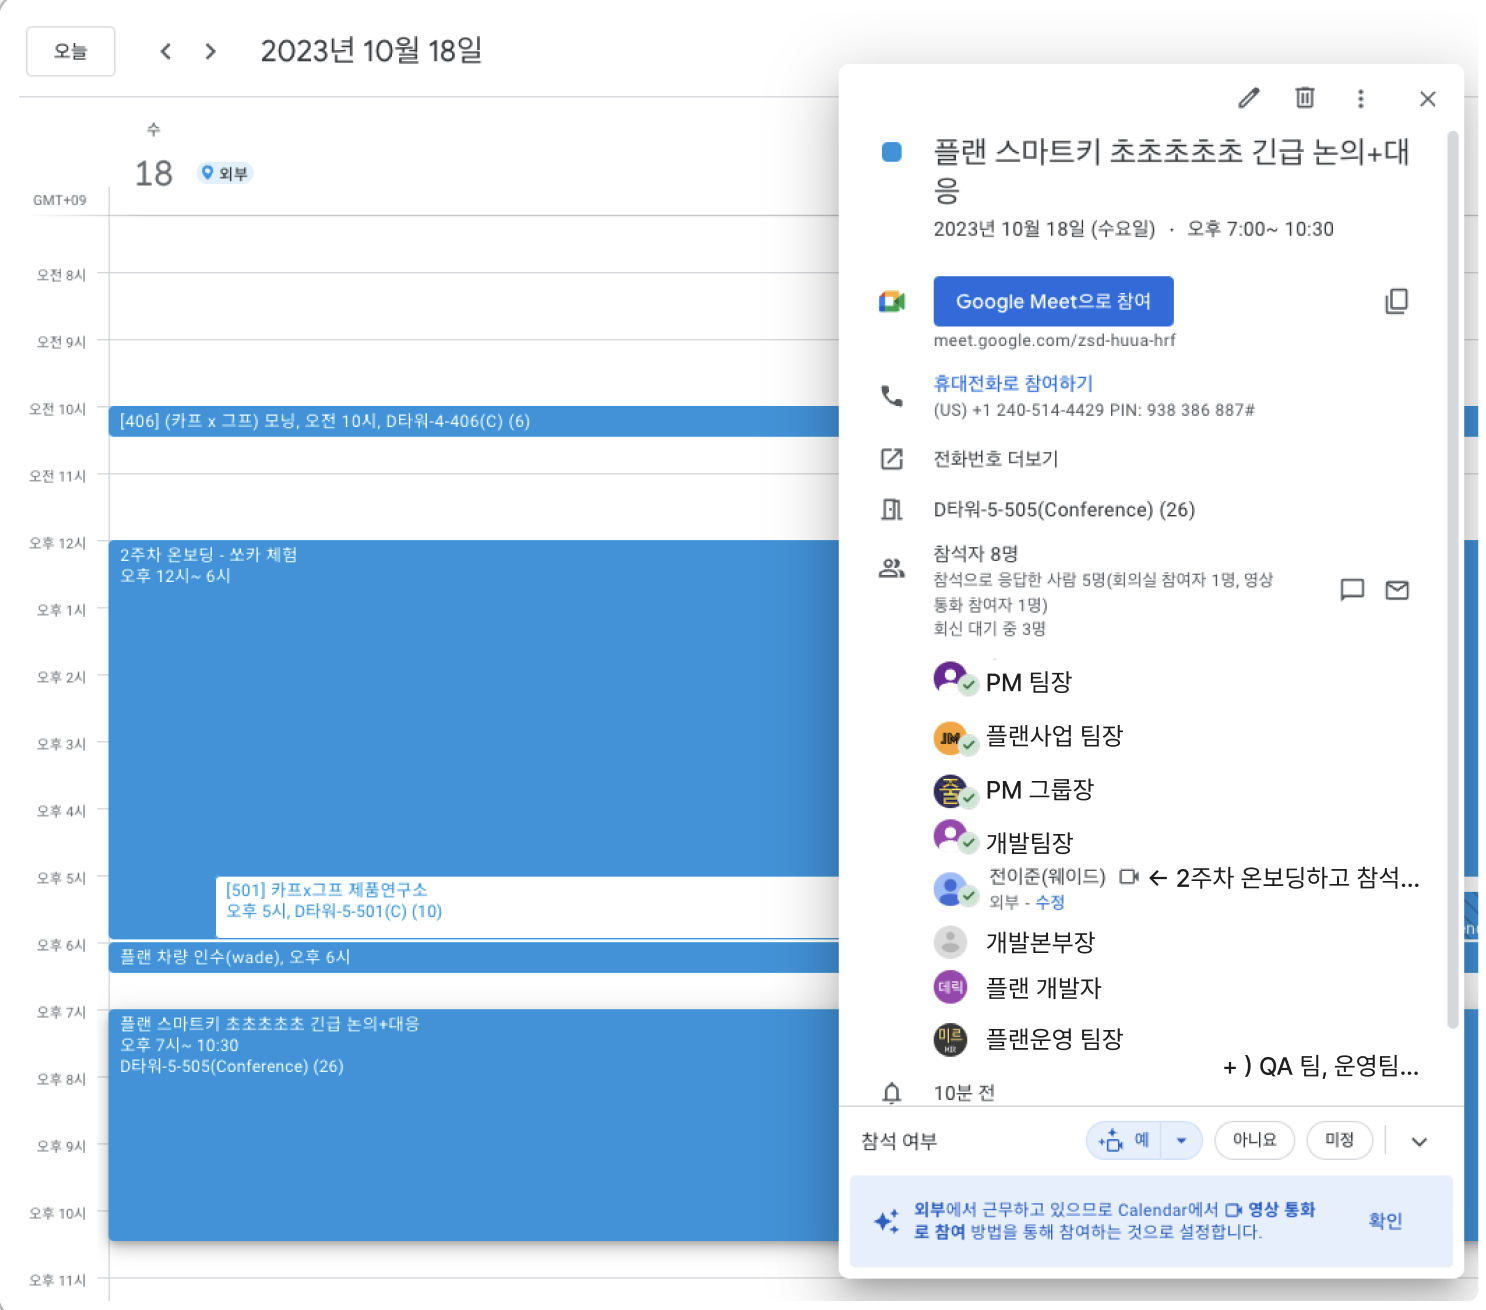 오늘
2023년 10월 18일
수
18
외부
GMT+09
오전 8시
오전 9시
오전 10시
[406] (카프 x 그프) 모닝, 오전 10시, D타워-4-406(C) (6)
오전 11시
오후 12시
2주차 온보딩 - 쏘카 체험
오후 12시~ 6시
오후 1시
오후 2시
오후 3시
오후 4시
오후 5시
[501] 카프x그프 제품연구소
오후 5시, D타워-5-501(C) (10)
오후 6시
플랜 차량 인수(wade), 오후 6시
오후 7시
플랜 스마트키 초초초초초 긴급 논의+대응
오후 7시~ 10:30
D타워-5-505(Conference) (26)
오후 8시
오후 9시
오후 10시
오후 11시
플랜 스마트키 초초초초초 긴급 논의+대
응
2023년 10월 18일 (수요일) · 오후 7:00~ 10:30
Google Meet으로 참여
meet.google.com/zsd-huua-hrf
휴대전화로 참여하기
(US) +1 240-514-4429 PIN: 938 386 887#
전화번호 더보기
D타워-5-505(Conference) (26)
참석자 8명
참석으로 응답한 사람 5명(회의실 참여자 1명, 영상
통화 참여자 1명)
회신 대기 중 3명
PM 팀장
JIM 플랜사업 팀장
줄 PM 그룹장
개발팀장
전이준(웨이드) ← 2주차 온보딩하고 참석...
외부 - 수정
개발본부장
데릭 플랜 개발자
미르 MIR 플랜운영 팀장
+ ) QA 팀, 운영팀...
10분 전
참석 여부
예
아니요
미정
외부에서 근무하고 있으므로 Calendar에서 영상 통화
로 참여 방법을 통해 참여하는 것으로 설정합니다.
확인